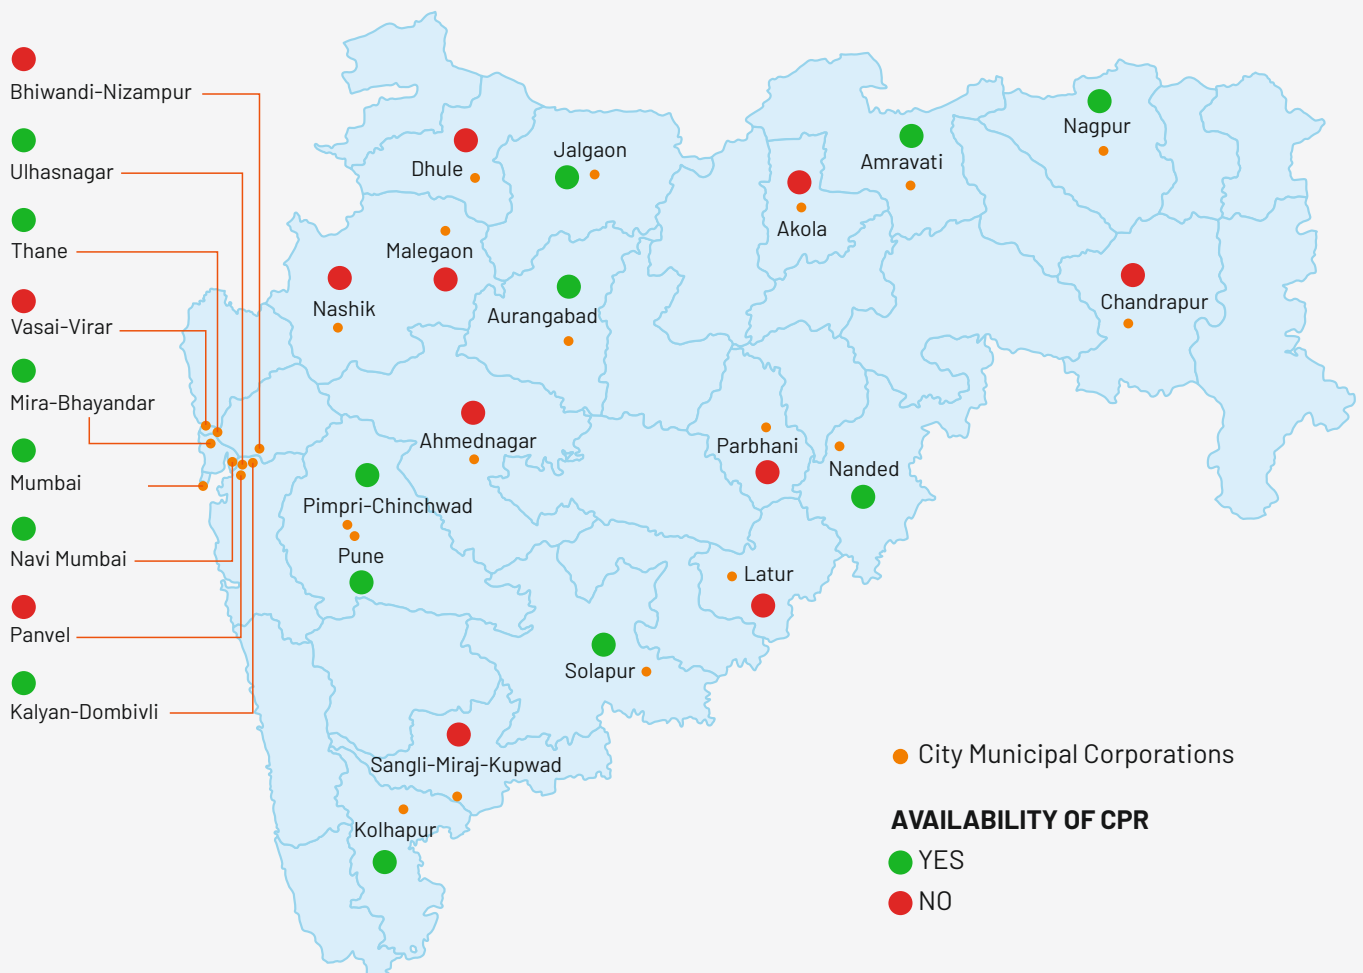 Bhiwandi-Nizampur
Ulhasnagar
Thane
Vasai-Virar
Mira-Bhayandar
Mumbai
Navi Mumbai
Panvel
Kalyan-Dombivli
Dhule
Jalgaon
Malegaon
Nashik
Aurangabad
Akola
Amravati
Nagpur
Chandrapur
Ahmednagar
Parbhani
Nanded
Pimpri-Chinchwad
Pune
Latur
Solapur
Sangli-Miraj-Kupwad
Kolhapur
City Municipal Corporations
AVAILABILITY OF CPR
YES
NO